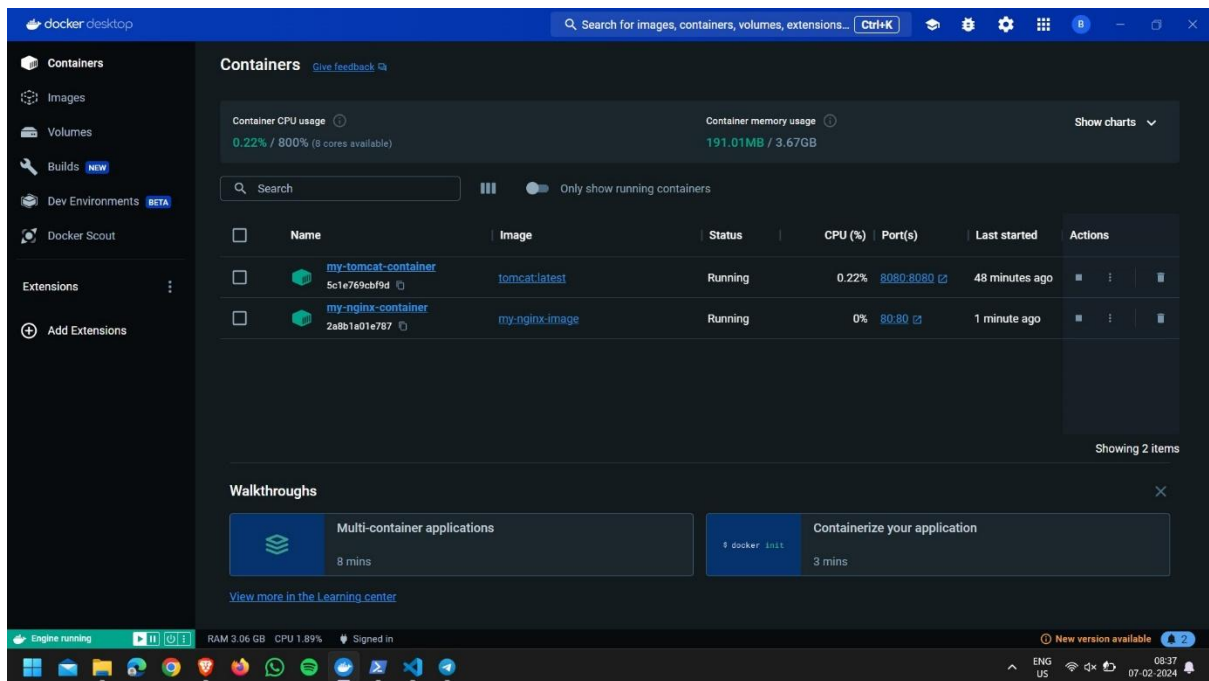 docker desktop
Search for images, containers, volumes, extensions... Ctrl+K
B
Containers
Images
Volumes
Builds NEW
Dev Environments BETA
Docker Scout
Extensions
Add Extensions
Containers Give feedback
Container CPU usage
0.22% / 800% (8 cores available)
Container memory usage
191.01MB / 3.67GB
Show charts
Search
Only show running containers
Name Image Status CPU (%) Port(s) Last started Actions
my-tomcat-container
5c1e769cbf9d
tomcat:latest Running 0.22% 8080:8080 48 minutes ago
my-nginx-container
2a8b1a01e787
my-nginx-image Running 0% 80:80 1 minute ago
Showing 2 items
Walkthroughs
Multi-container applications
8 mins
$ docker init
Containerize your application
3 mins
View more in the Learning center
Engine running
RAM 3.06 GB CPU 1.89% Signed in
New version available 2
ENG
US
08:37
07-02-2024